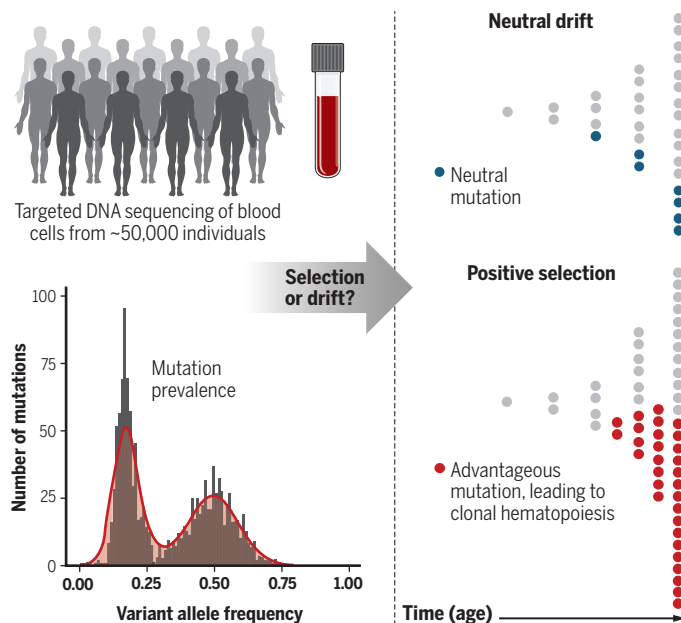 Targeted DNA sequencing of blood
cells from ~50,000 individuals
Selection
or drift?
100
75
50
25
0
Number of mutations
Mutation
prevalence
0.00 0.25 0.50 0.75 1.00
Variant allele frequency
Neutral drift
Neutral
mutation
Positive selection
Advantageous
mutation, leading to
clonal hematopoiesis
Time (age)